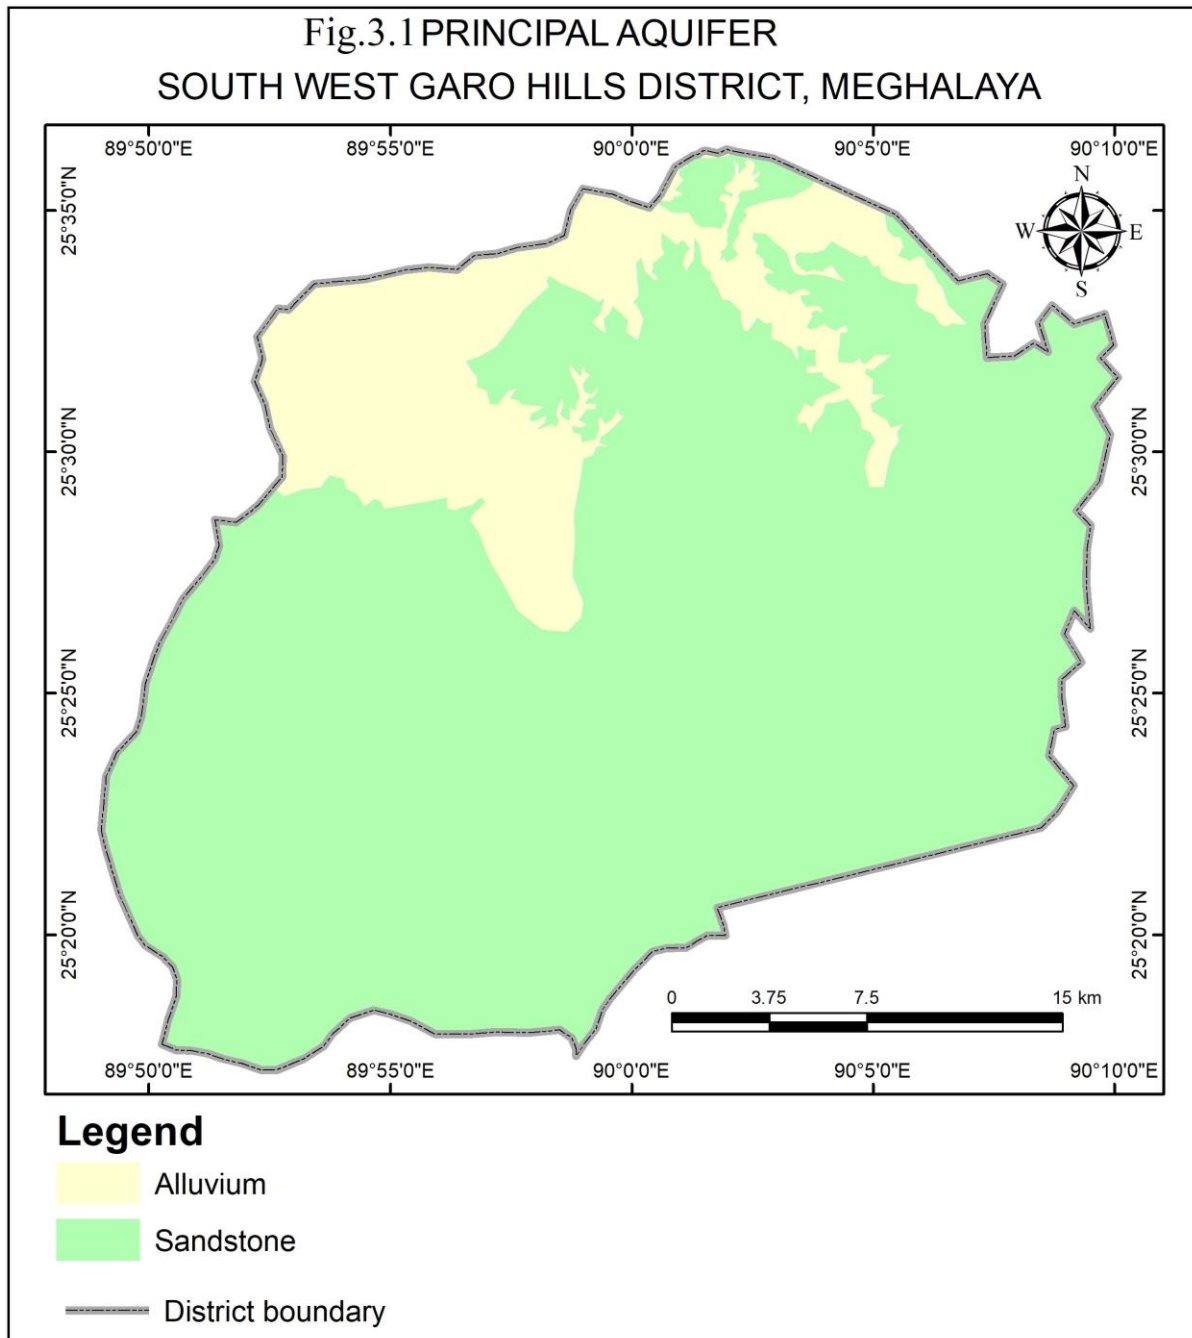 Fig.3.1 PRINCIPAL AQUIFER
SOUTH WEST GARO HILLS DISTRICT, MEGHALAYA
89°50'0"E 89°55'0"E 90°0'0"E 90°5'0"E 90°10'0"E
N
W E
S
25°35'0"N
25°30'0"N 25°30'0"N
25°25'0"N 25°25'0"N
25°20'0"N 25°20'0"N
0 3.75 7.5 15 km
89°50'0"E 89°55'0"E 90°0'0"E 90°5'0"E 90°10'0"E
Legend
Alluvium
Sandstone
District boundary